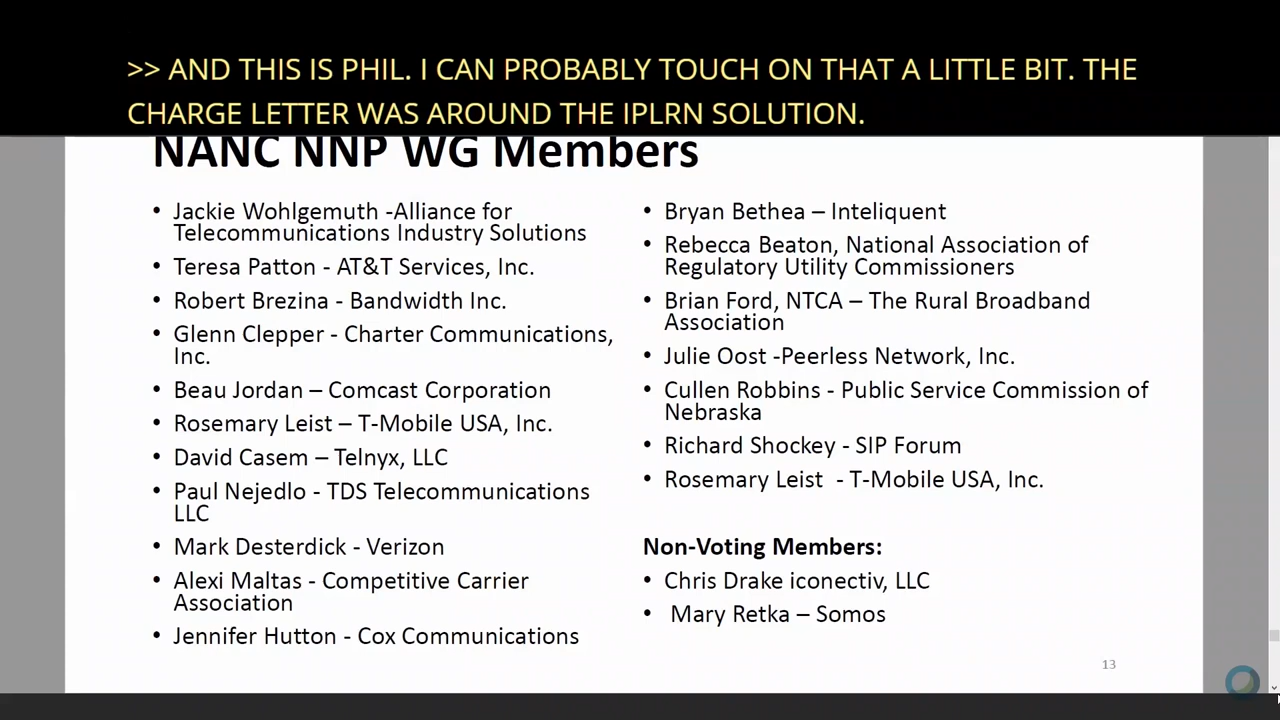 >> AND THIS IS PHIL. I CAN PROBABLY TOUCH ON THAT A LITTLE BIT. THE
CHARGE LETTER WAS AROUND THE IPLRN SOLUTION.
NANC NNP WG Members
• Jackie Wohlgemuth -Alliance for
Telecommunications Industry Solutions
• Teresa Patton - AT&T Services, Inc.
• Robert Brezina - Bandwidth Inc.
• Glenn Clepper - Charter Communications,
Inc.
• Beau Jordan – Comcast Corporation
• Rosemary Leist – T-Mobile USA, Inc.
• David Casem – Telnyx, LLC
• Paul Nejedlo - TDS Telecommunications
LLC
• Mark Desterdick - Verizon
• Alexi Maltas - Competitive Carrier
Association
• Jennifer Hutton - Cox Communications
• Bryan Bethea – Inteliquent
• Rebecca Beaton, National Association of
Regulatory Utility Commissioners
• Brian Ford, NTCA – The Rural Broadband
Association
• Julie Oost -Peerless Network, Inc.
• Cullen Robbins - Public Service Commission of
Nebraska
• Richard Shockey - SIP Forum
• Rosemary Leist - T-Mobile USA, Inc.
Non-Voting Members:
• Chris Drake iconectiv, LLC
• Mary Retka – Somos
13